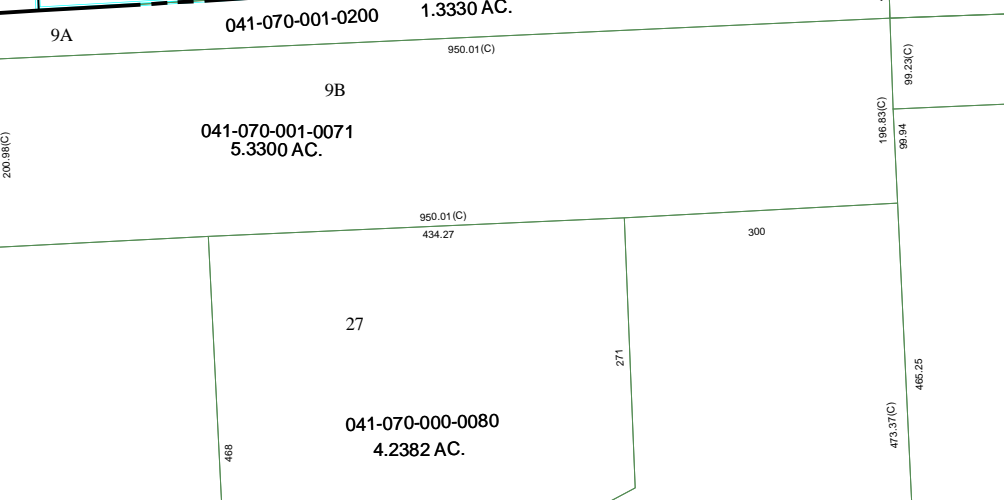 041-070-001-0200
1.3330 AC.
9A
950.01(C)
99.23(C)
9B
196.83(C)
041-070-001-0071
5.3300 AC.
99.94
200.98(C)
950.01(C)
434.27
300
27
271
465.25
041-070-000-0080
4.2382 AC.
473.37(C)
468